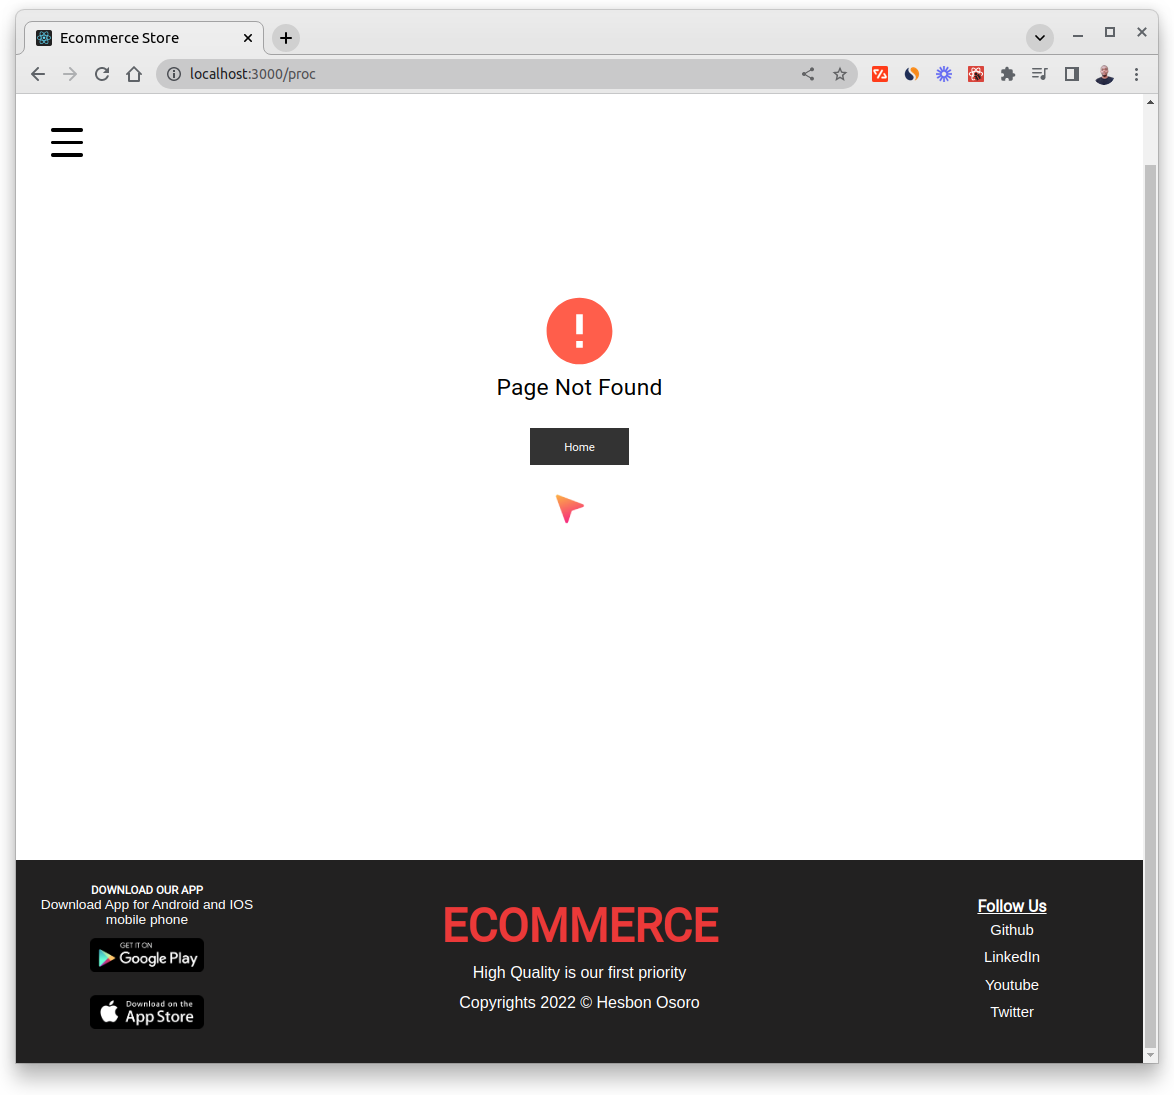 Ecommerce Store
localhost:3000/proc
Page Not Found
Home
DOWNLOAD OUR APP
Download App for Android and IOS
mobile phone
GET IT ON
Google Play
Download on the
App Store
ECOMMERCE
High Quality is our first priority
Copyrights 2022 © Hesbon Osoro
Follow Us
Github
LinkedIn
Youtube
Twitter